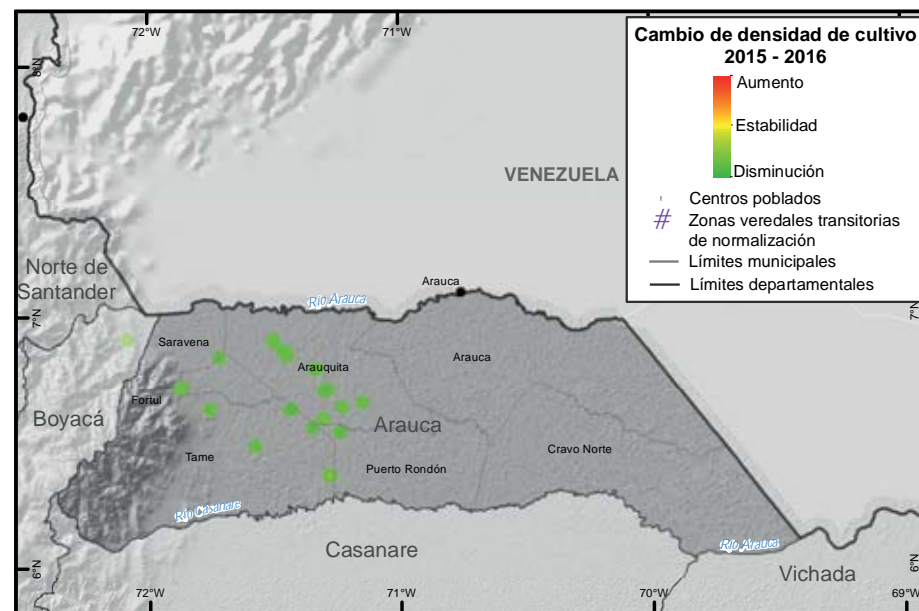 72°W
71°W
8°N
Cambio de densidad de cultivo
2015 - 2016
Aumento
Estabilidad
Disminución
Centros poblados
# Zonas veredales transitorias
de normalización
Límites municipales
Límites departamentales
VENEZUELA
Norte de
Santander
Arauca
Río Arauca
7°N
7°N
Saravena
Arauquita
Arauca
Fortul
Boyacá
Arauca
Tame
Puerto Rondón
Cravo Norte
Río Casanare
Río Arauca
Casanare
Vichada
6°N
6°N
72°W
71°W
70°W
69°W